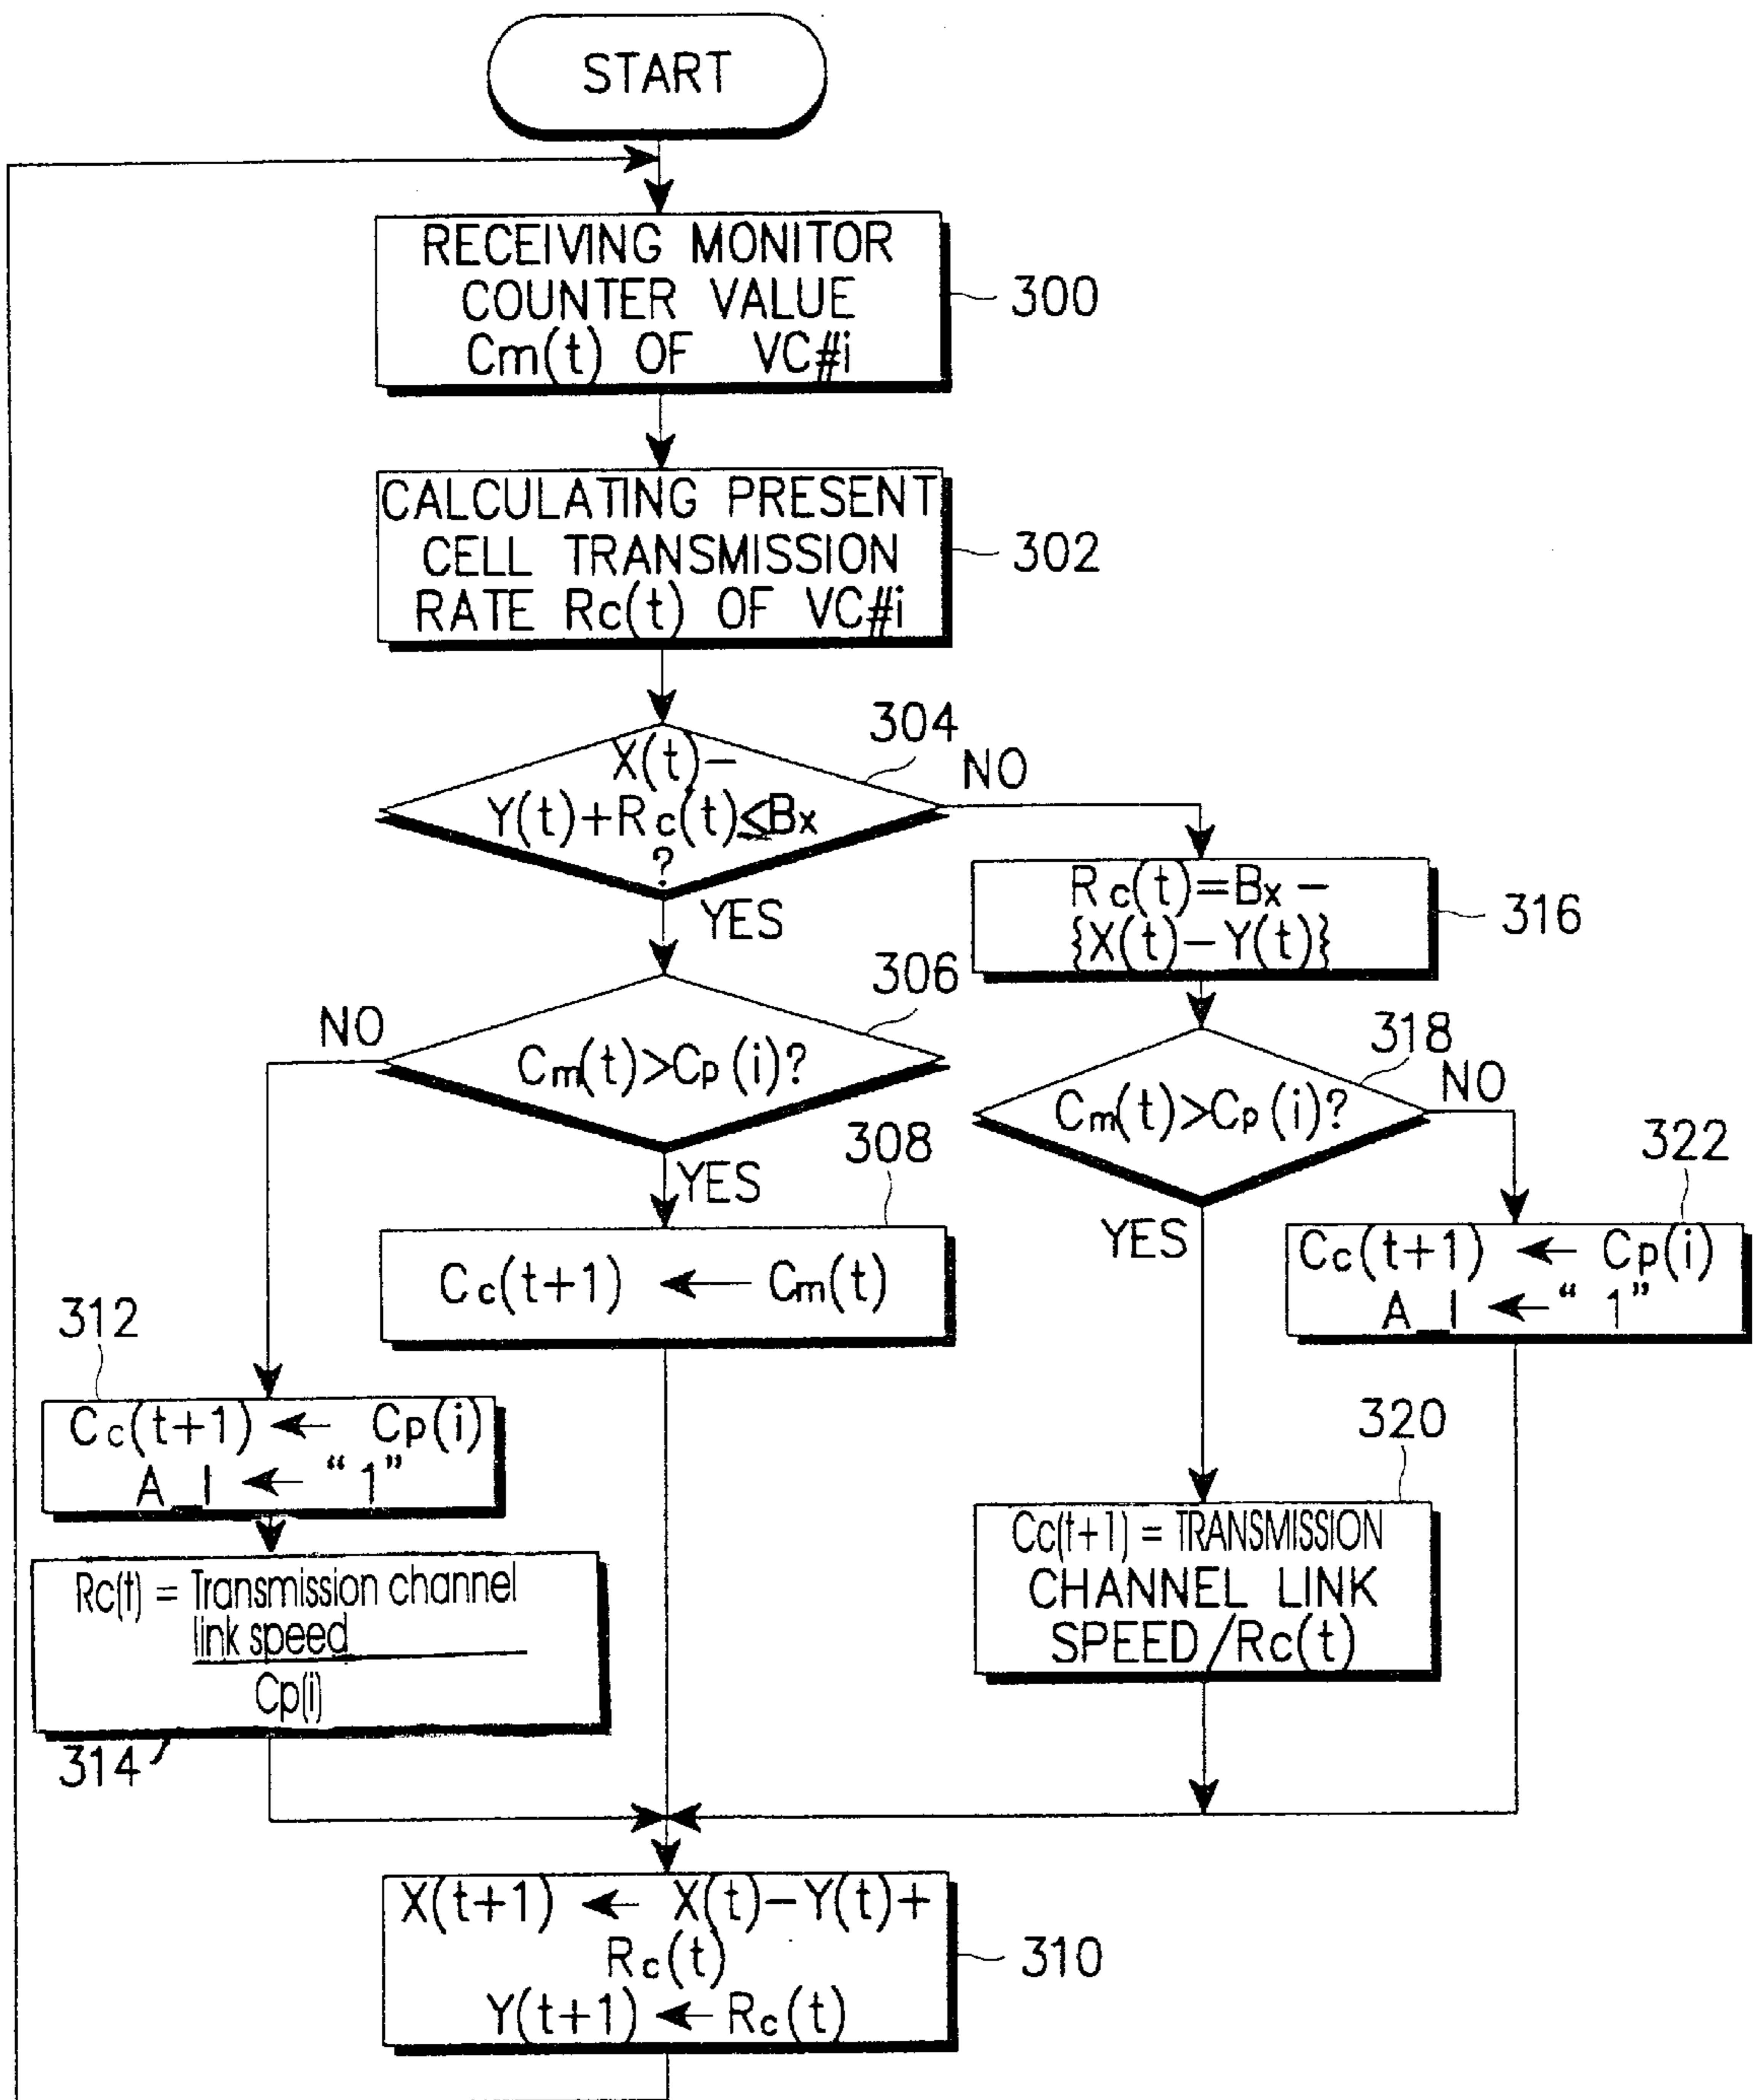 START
RECEIVING MONITOR
COUNTER VALUE
Cm(t) OF VC#i
300
CALCULATING PRESENT
CELL TRANSMISSION
RATE Rc(t) OF VC#i
302
304
X(t)–
Y(t)+Rc(t)≤Bx
?
NO
YES
Rc(t)=Bx –
{X(t)–Y(t)}
316
306
Cm(t)>Cp(i)?
NO
YES
318
Cm(t)>Cp(i)?
NO
YES
308
Cc(t+1) ← Cm(t)
322
Cc(t+1) ← Cp(i)
A_I ← “ 1”
312
Cc(t+1) ← Cp(i)
A_I ← “1”
Rc(t) = Transmission channel
link speed
Cp(i)
314
320
Cc(t+1) = TRANSMISSION
CHANNEL LINK
SPEED/Rc(t)
X(t+1) ← X(t)–Y(t)+
Rc(t)
Y(t+1) ← Rc(t)
310